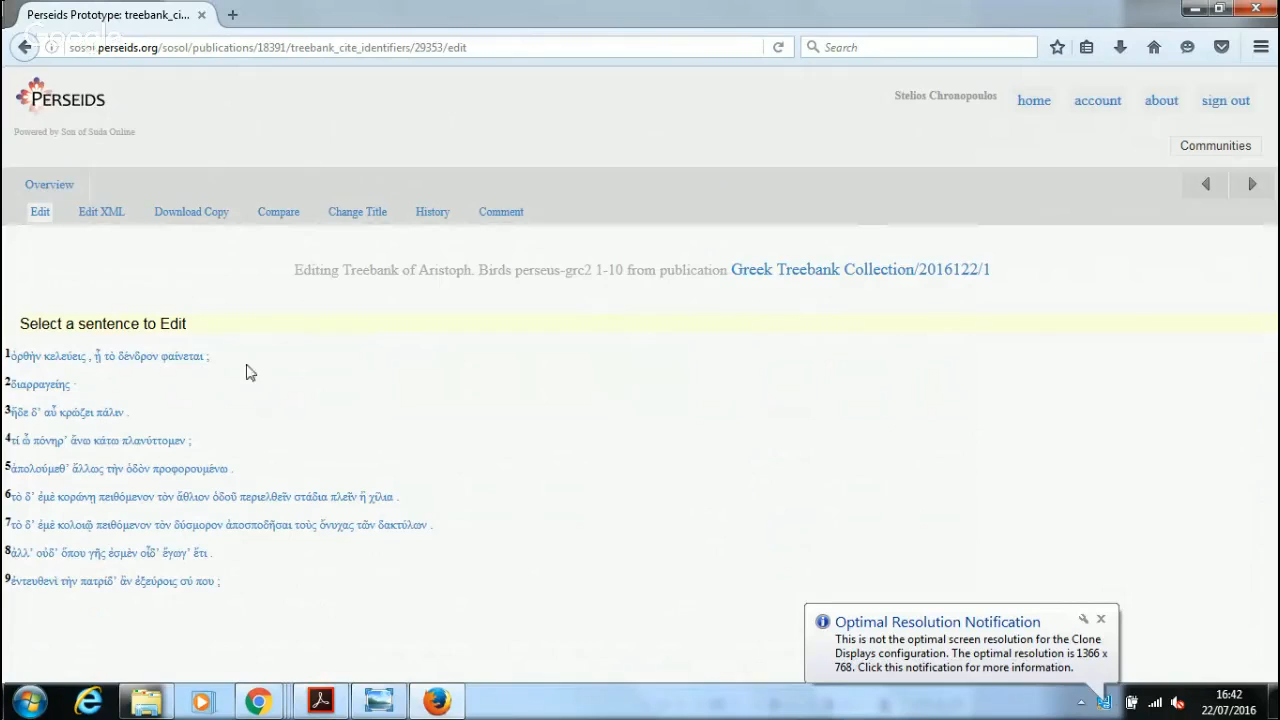 Perseids Prototype: treebank_ci...
Google
sosol.perseids.org/sosol/publications/18391/treebank_cite_identifiers/29353/edit
Search
PERSEIDS
Powered by Son of Suda Online
Stelios Chronopoulos
home
account
about
sign out
Communities
Overview
Edit
Edit XML
Download Copy
Compare
Change Title
History
Comment
Editing Treebank of Aristoph. Birds perseus-grc2 1-10 from publication Greek Treebank Collection/2016122/1
Select a sentence to Edit
1ὀρθὴν κελεύεις , ᾗ τὸ δένδρον φαίνεται ;
2διαρραγείης ·
3ἥδε δ’ αὖ κρώζει πάλιν .
4τί ὦ πόνηρ’ ἄνω κάτω πλανύττομεν ;
5ἀπολούμεθ’ ἄλλως τὴν ὁδὸν προφορουμένω .
6τὸ δ’ ἐμὲ κορώνῃ πειθόμενον τὸν ἄθλιον ὁδοῦ περιελθεῖν στάδια πλεῖν ἢ χίλια .
7τὸ δ’ ἐμὲ κολοιῷ πειθόμενον τὸν δύσμορον ἀποσποδῆσαι τοὺς ὄνυχας τῶν δακτύλων .
8ἀλλ’ οὐδ’ ὅπου γῆς ἐσμὲν οἶδ’ ἔγωγ’ ἔτι .
9ἐντευθενὶ τὴν πατρίδ’ ἂν ἐξεύροις σύ που ;
Optimal Resolution Notification
This is not the optimal screen resolution for the Clone
Displays configuration. The optimal resolution is 1366 x
768. Click this notification for more information.
16:42
22/07/2016